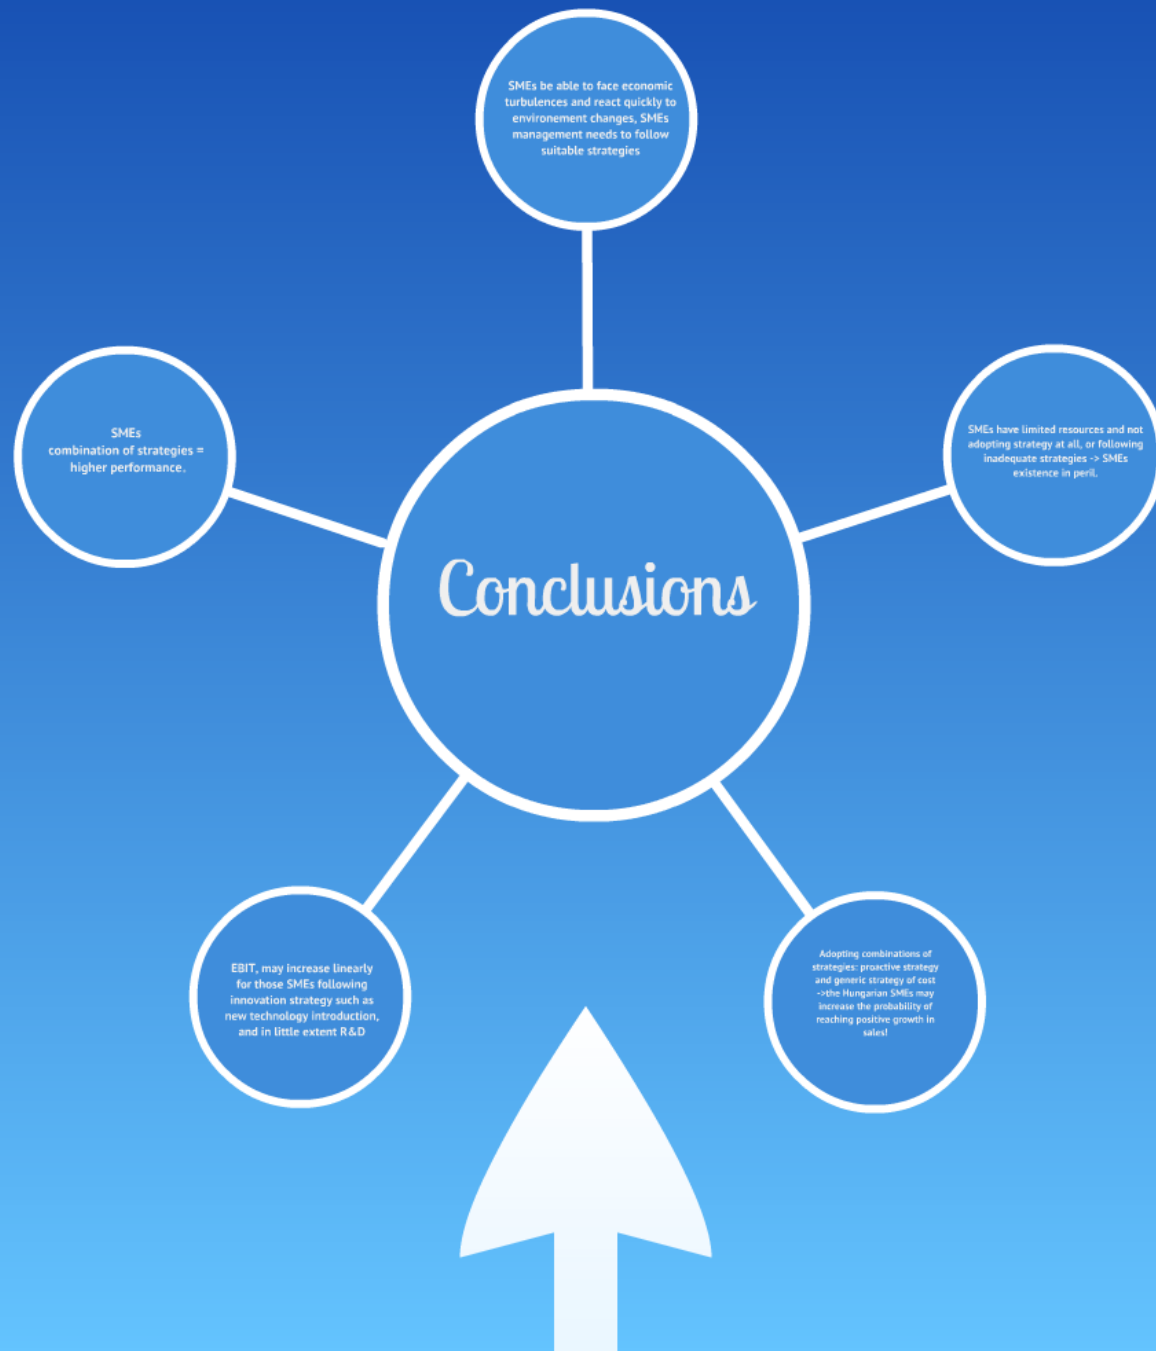 SMEs be able to face economic
turbulences and react quickly to
environement changes, SMEs
management needs to follow
suitable strategies
SMEs
combination of strategies =
higher performance.
SMEs have limited resources and not
adopting strategy at all, or following
inadequate strategies -> SMEs
existence in peril.
Conclusions
EBIT, may increase linearly
for those SMEs following
innovation strategy such as
new technology introduction,
and in little extent R&D
Adopting combinations of
strategies: proactive strategy
and generic strategy of cost
->the Hungarian SMEs may
increase the probability of
reaching positive growth in
sales!